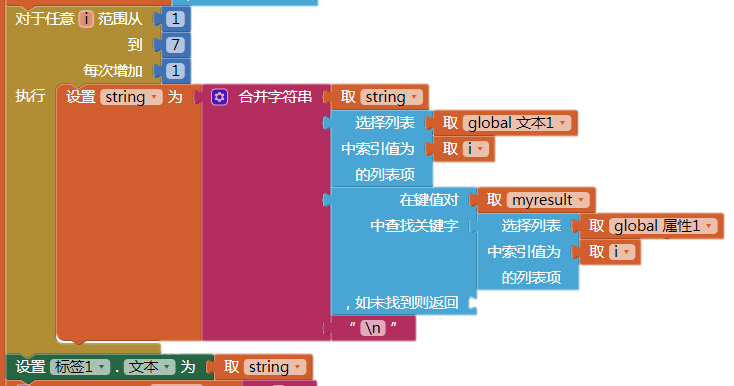 对于任意 i 范围从 1
到 7
每次增加 1
执行 设置 string 为 合并字符串 取 string
选择列表 取 global 文本1
中索引值为 取 i
的列表项
在键值对 取 myresult
中查找关键字 选择列表 取 global 属性1
中索引值为 取 i
的列表项
，如未找到则返回
" \n "
设置 标签1 . 文本 为 取 string